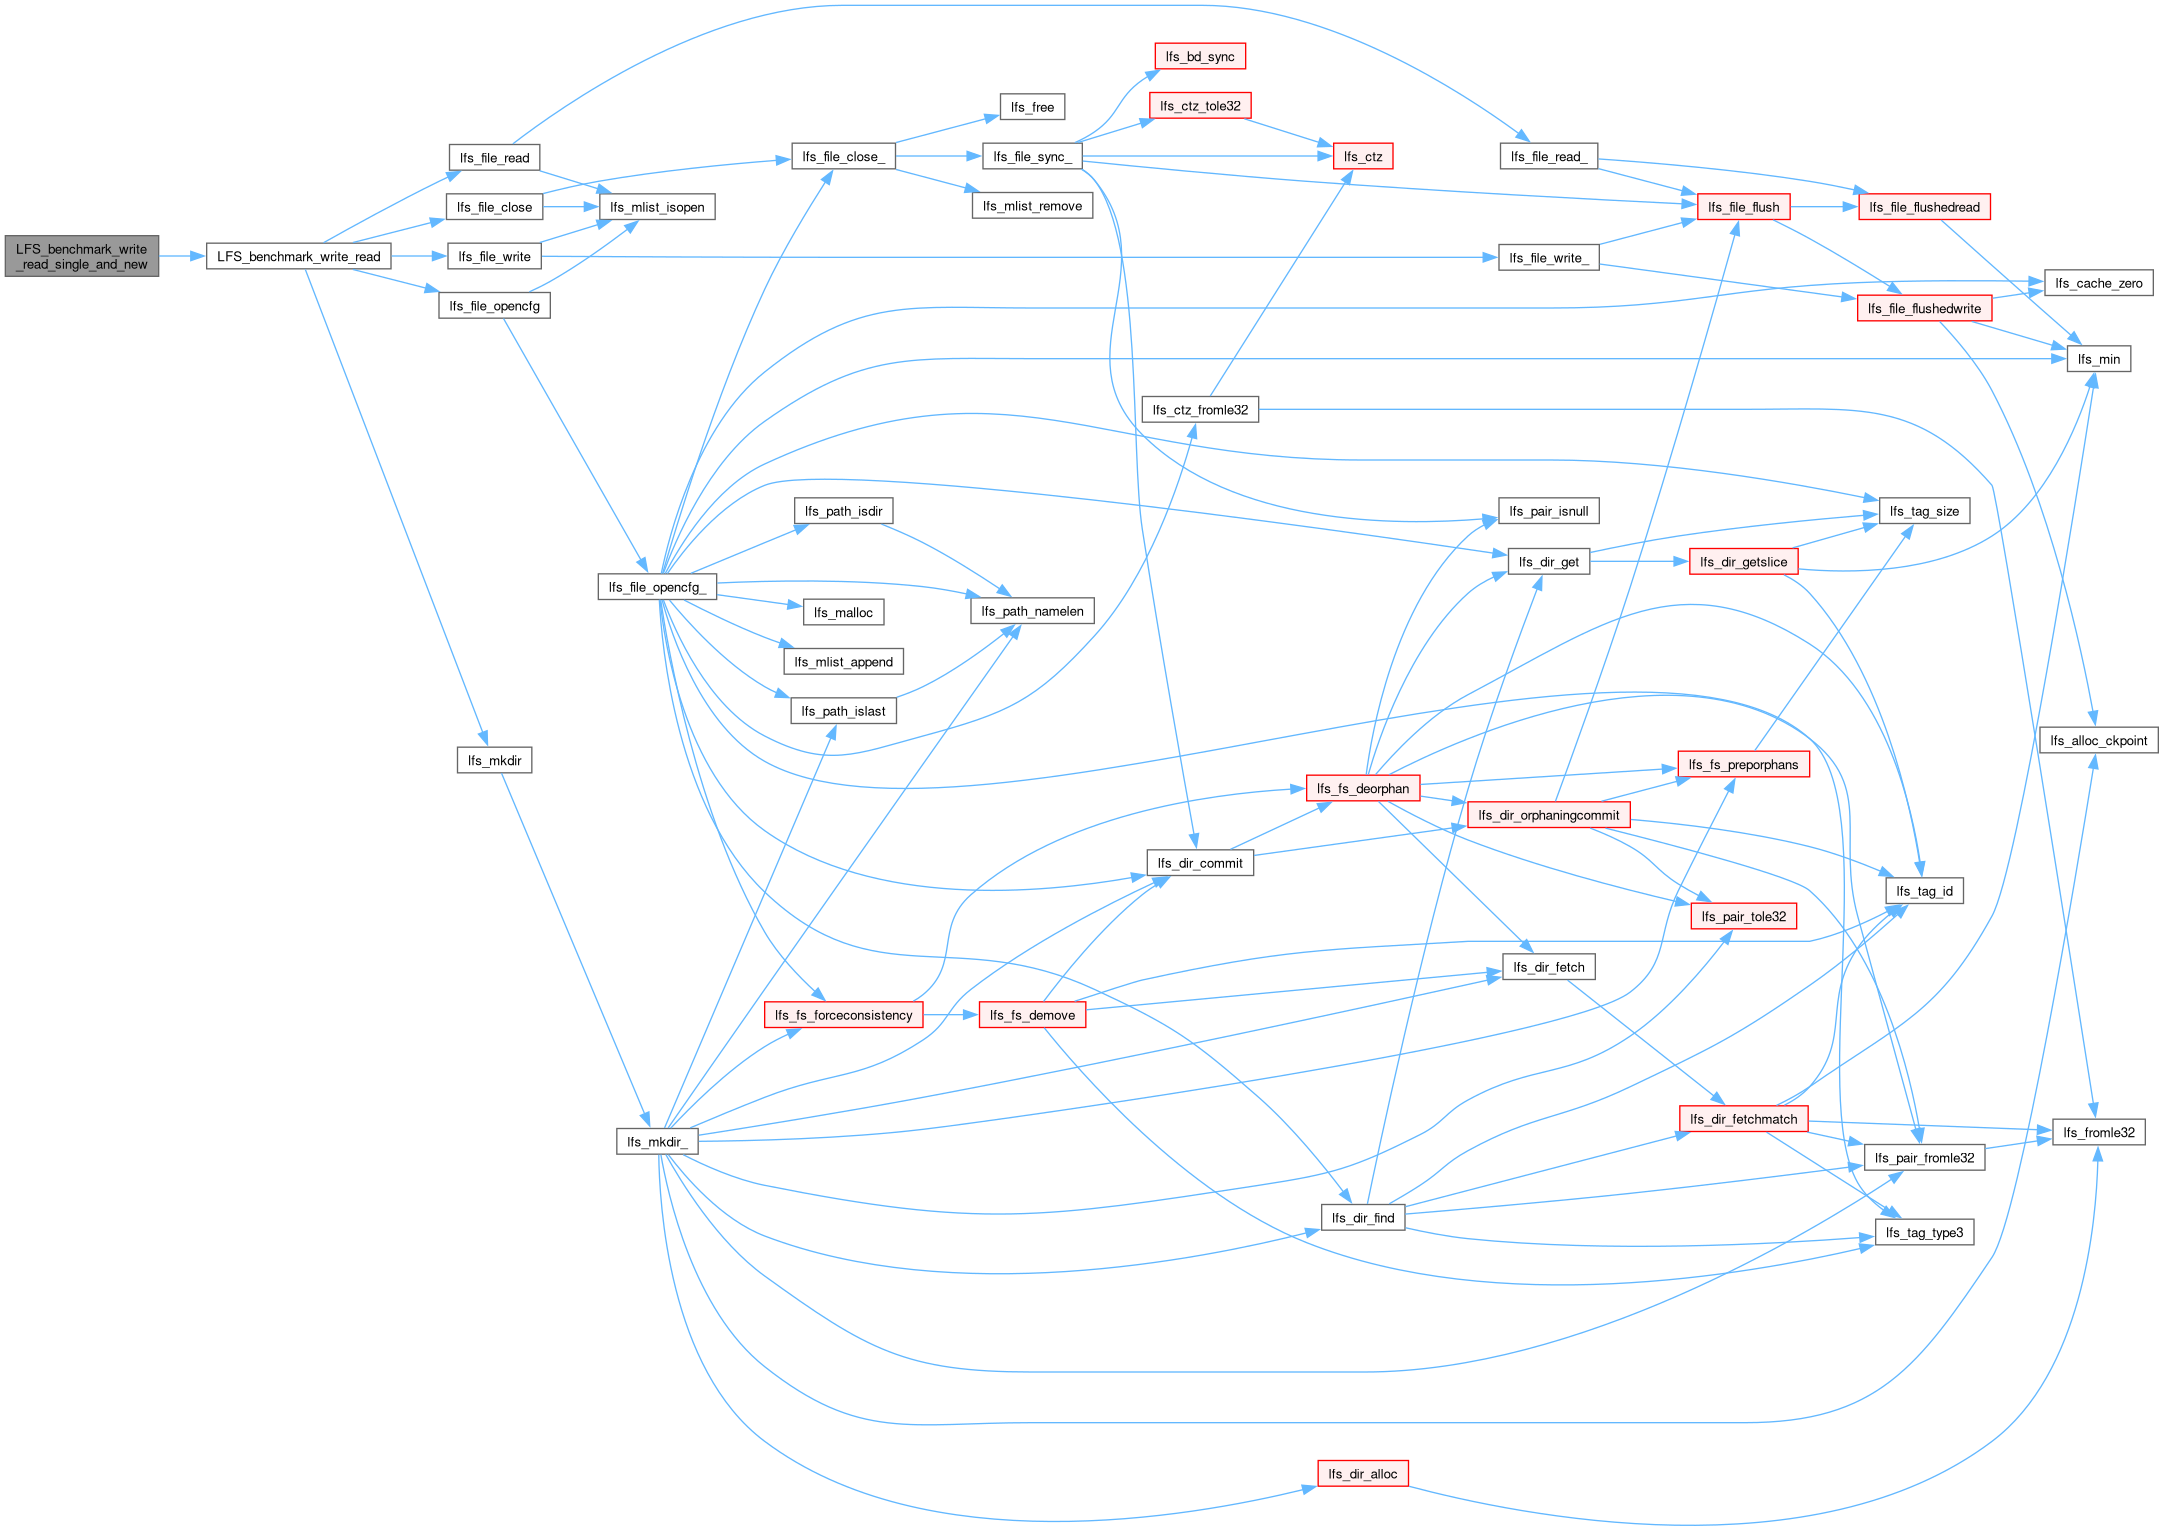 LFS_benchmark_write
_read_single_and_new
LFS_benchmark_write_read
lfs_file_read
lfs_file_close
lfs_file_write
lfs_file_opencfg
lfs_mkdir
lfs_mlist_isopen
lfs_file_opencfg_
lfs_mkdir_
lfs_file_close_
lfs_path_isdir
lfs_malloc
lfs_mlist_append
lfs_path_islast
lfs_fs_forceconsistency
lfs_free
lfs_file_sync_
lfs_mlist_remove
lfs_path_namelen
lfs_fs_demove
lfs_bd_sync
lfs_ctz_tole32
lfs_ctz_fromle32
lfs_dir_commit
lfs_ctz
lfs_fs_deorphan
lfs_dir_find
lfs_dir_alloc
lfs_file_read_
lfs_file_write_
lfs_pair_isnull
lfs_dir_get
lfs_dir_orphaningcommit
lfs_dir_fetch
lfs_file_flush
lfs_dir_getslice
lfs_fs_preporphans
lfs_pair_tole32
lfs_dir_fetchmatch
lfs_file_flushedread
lfs_file_flushedwrite
lfs_tag_size
lfs_tag_id
lfs_pair_fromle32
lfs_tag_type3
lfs_cache_zero
lfs_min
lfs_alloc_ckpoint
lfs_fromle32